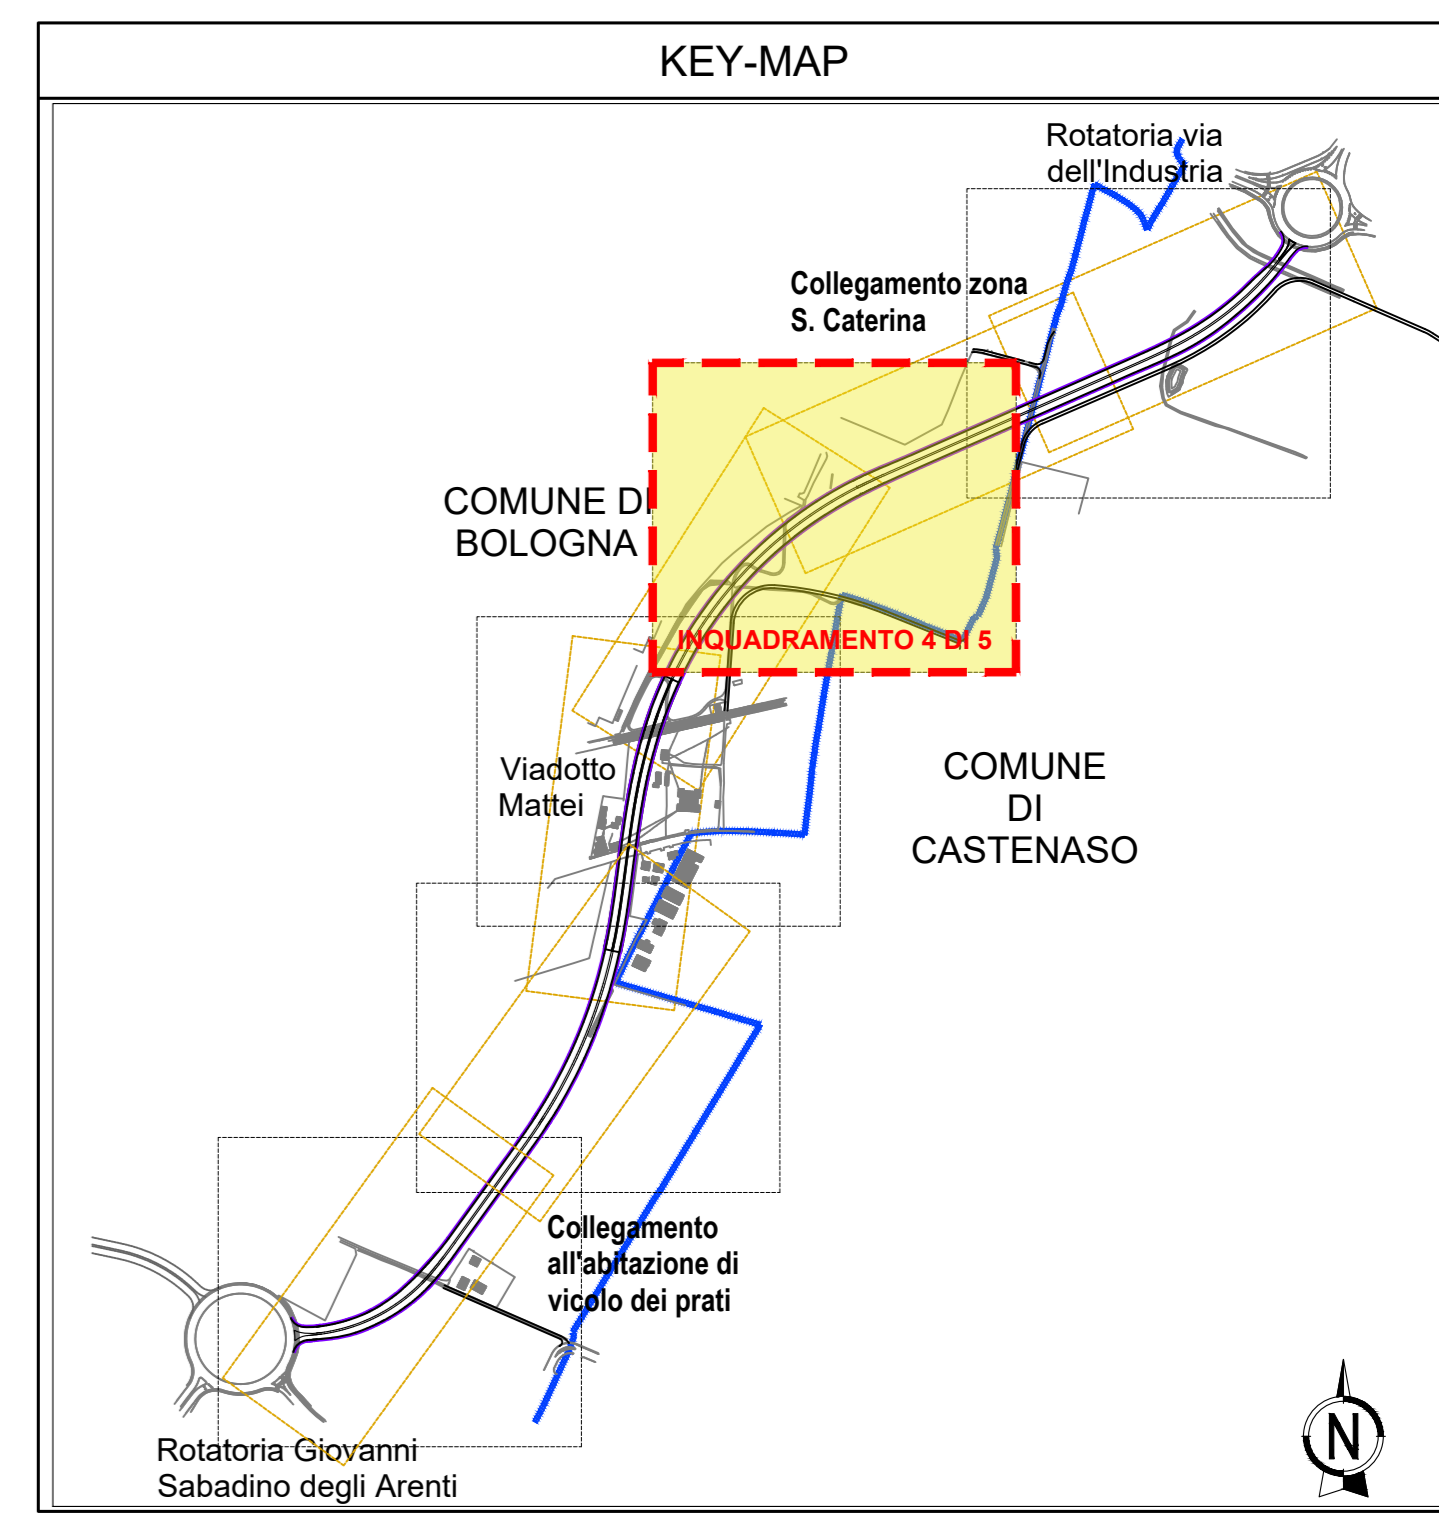 KEY-MAP
Rotatoria via
dell'Industria
Collegamento zona
S. Caterina
COMUNE DI
BOLOGNA
INQUADRAMENTO 4 DI 5
Viadotto
Mattei
COMUNE
DI
CASTENASO
Collegamento
all'abitazione di
vicolo dei prati
Rotatoria Giovanni
Sabadino degli Arenti
N